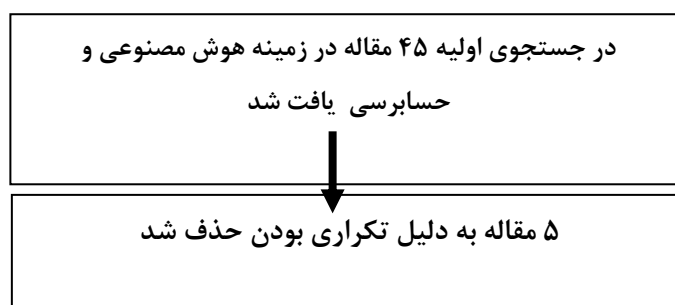 در جستجوی اولیه ۴۵ مقاله در زمینه هوش مصنوعی و
حسابرسی یافت شد
۵ مقاله به دلیل تکراری بودن حذف شد